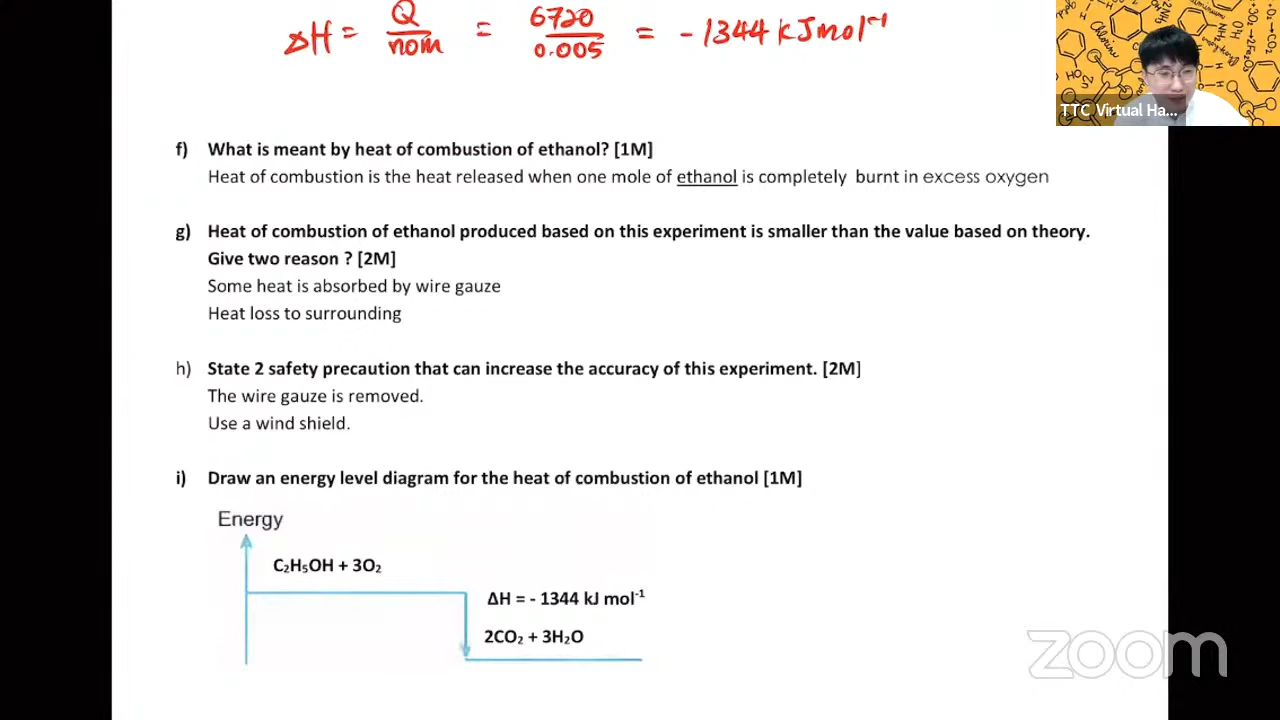 ΔH = Q/nom = 6720/0.005 = - 1344 kJmol⁻¹
TTC Virtual Ha...
f) What is meant by heat of combustion of ethanol? [1M]
Heat of combustion is the heat released when one mole of ethanol is completely burnt in excess oxygen
g) Heat of combustion of ethanol produced based on this experiment is smaller than the value based on theory.
Give two reason ? [2M]
Some heat is absorbed by wire gauze
Heat loss to surrounding
h) State 2 safety precaution that can increase the accuracy of this experiment. [2M]
The wire gauze is removed.
Use a wind shield.
i) Draw an energy level diagram for the heat of combustion of ethanol [1M]
Energy
C₂H₅OH + 3O₂
ΔH = - 1344 kJ mol⁻¹
2CO₂ + 3H₂O
zoom